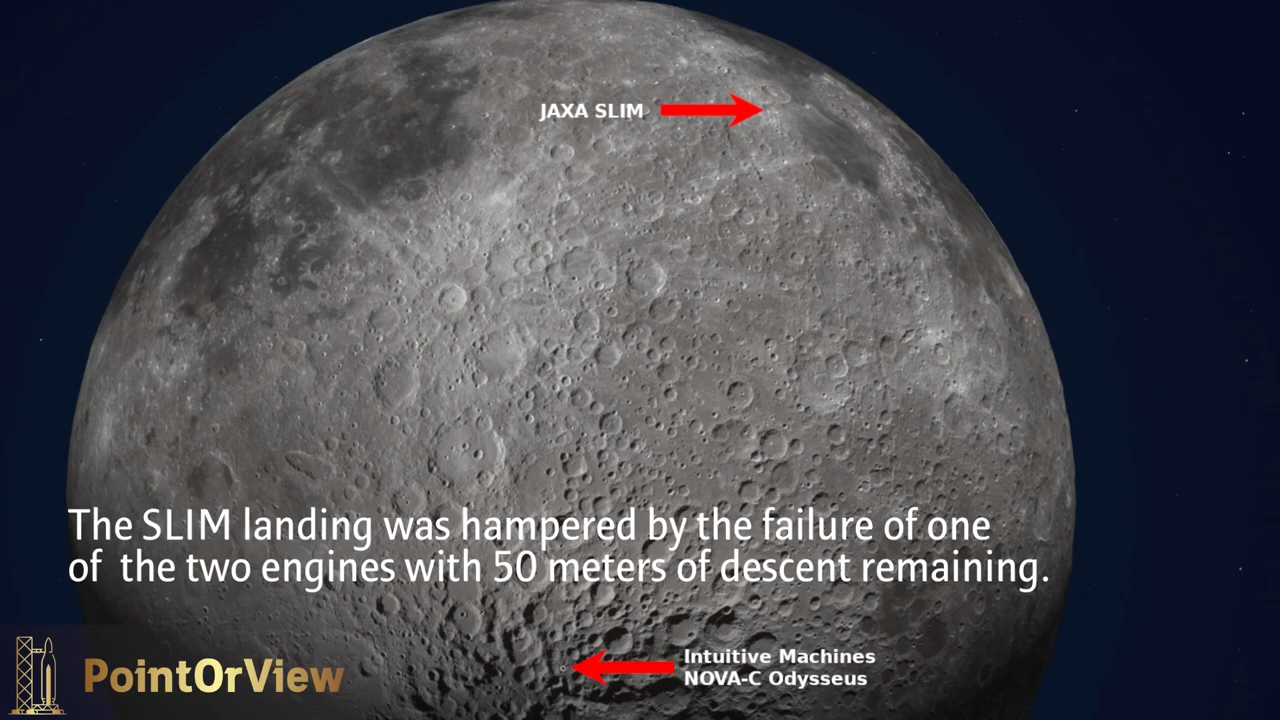 JAXA SLIM
The SLIM landing was hampered by the failure of one
of the two engines with 50 meters of descent remaining.
Intuitive Machines
NOVA-C Odysseus
PointOrView